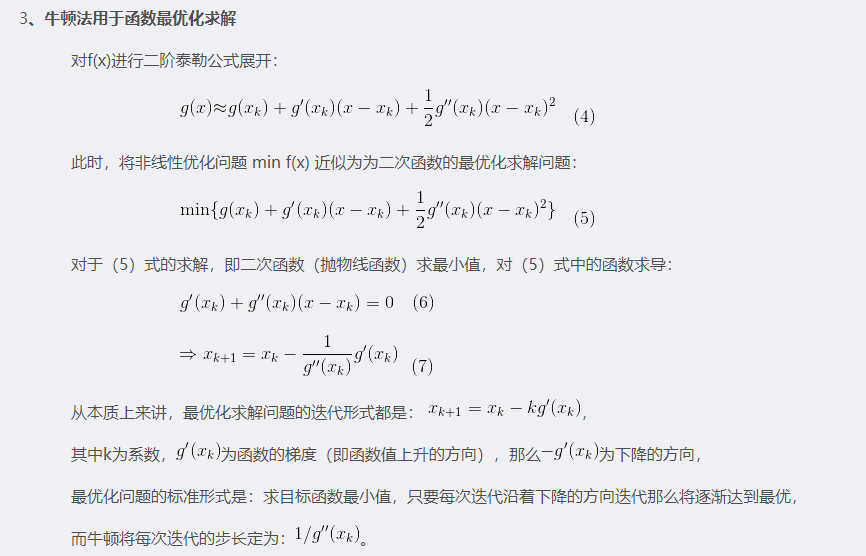 3、牛顿法用于函数最优化求解
对f(x)进行二阶泰勒公式展开：
g(x)≈g(x_k) + g′(x_k)(x − x_k) + \frac{1}{2}g″(x_k)(x − x_k)^2 (4)
此时，将非线性优化问题 min f(x) 近似为为二次函数的最优化求解问题：
min{g(x_k) + g′(x_k)(x − x_k) + \frac{1}{2}g″(x_k)(x − x_k)^2} (5)
对于（5）式的求解，即二次函数（抛物线函数）求最小值，对（5）式中的函数求导：
g′(x_k) + g″(x_k)(x − x_k) = 0 (6)
⇒ x_{k+1} = x_k − \frac{1}{g″(x_k)}g′(x_k) (7)
从本质上来讲，最优化求解问题的迭代形式都是： x_{k+1} = x_k − kg′(x_k),
其中k为系数，g′(x_k)为函数的梯度（即函数值上升的方向），那么−g′(x_k)为下降的方向，
最优化问题的标准形式是：求目标函数最小值，只要每次迭代沿着下降的方向迭代那么将逐渐达到最优，
而牛顿将每次迭代的步长定为：1/g″(x_k)。